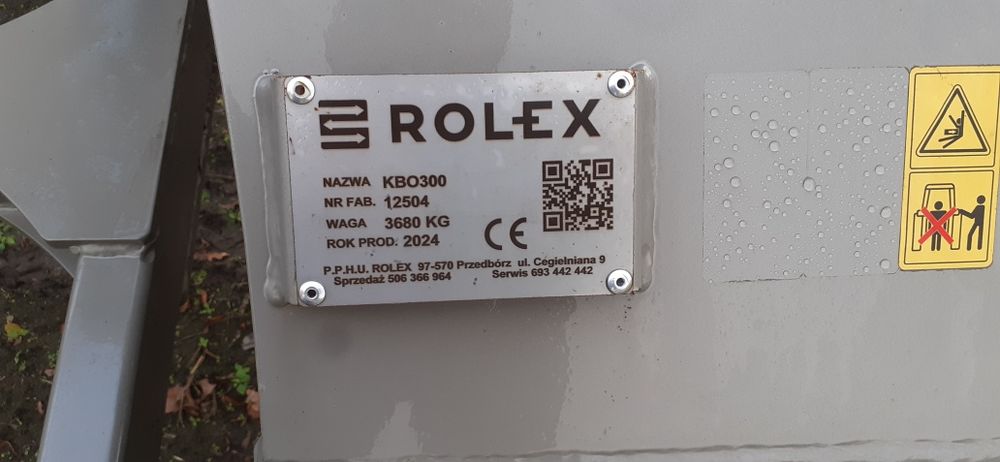 ROLEX
NAZWA KBO300
NR FAB. 12504
WAGA 3680 KG
ROK PROD. 2024
CE
P.P.H.U. ROLEX 97-570 Przedbórz ul. Cegielniana 9
Sprzedaż 506 366 964 Serwis 693 442 442